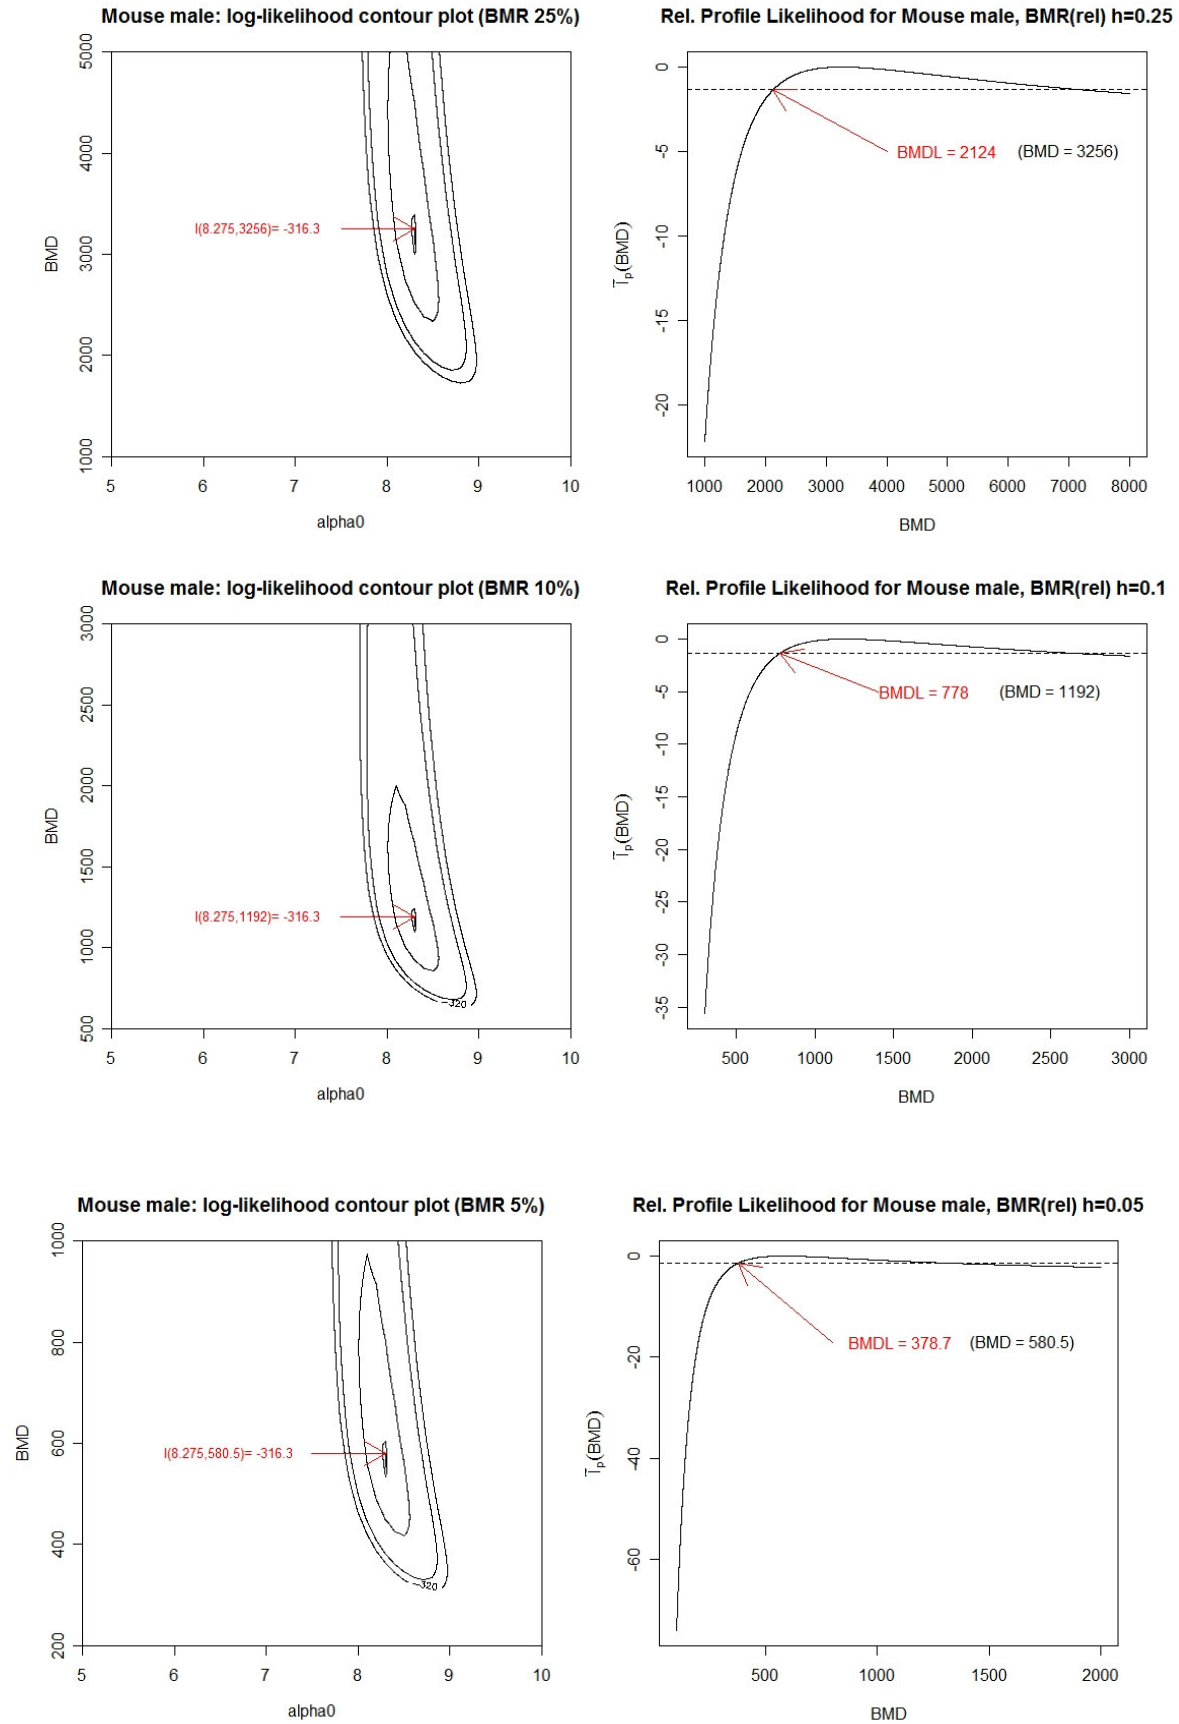 Mouse male: log-likelihood contour plot (BMR 25%)
5000
4000
3000
2000
1000
BMD
l(8.275,3256)= -316.3
5 6 7 8 9 10
alpha0
Rel. Profile Likelihood for Mouse male, BMR(rel) h=0.25
0
-5
-10
-15
-20
l̅p(BMD)
BMDL = 2124 (BMD = 3256)
1000 2000 3000 4000 5000 6000 7000 8000
BMD
Mouse male: log-likelihood contour plot (BMR 10%)
3000
2500
2000
1500
1000
500
BMD
l(8.275,1192)= -316.3
-320
5 6 7 8 9 10
alpha0
Rel. Profile Likelihood for Mouse male, BMR(rel) h=0.1
0
-5
-10
-15
-20
-25
-30
-35
l̅p(BMD)
BMDL = 778 (BMD = 1192)
500 1000 1500 2000 2500 3000
BMD
Mouse male: log-likelihood contour plot (BMR 5%)
1000
800
600
400
200
BMD
l(8.275,580.5)= -316.3
-320
5 6 7 8 9 10
alpha0
Rel. Profile Likelihood for Mouse male, BMR(rel) h=0.05
0
-20
-40
-60
l̅p(BMD)
BMDL = 378.7 (BMD = 580.5)
500 1000 1500 2000
BMD